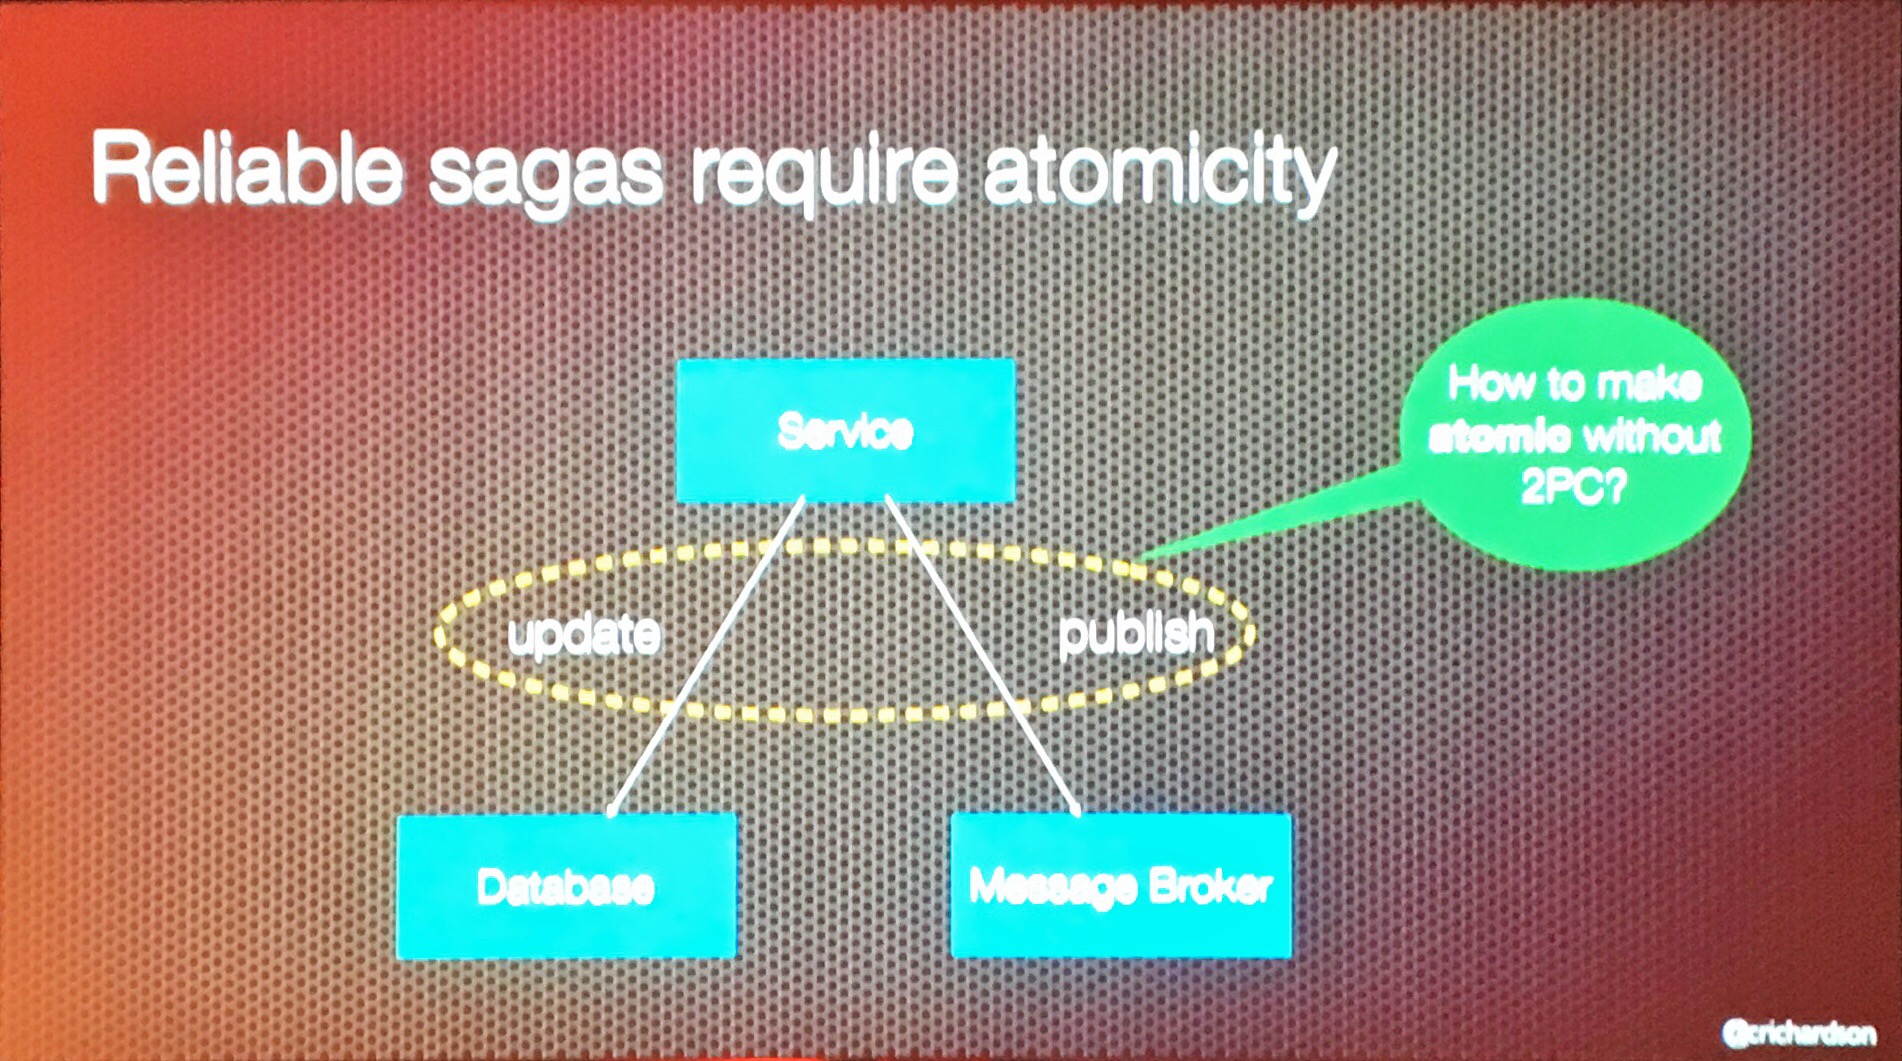 Reliable sagas require atomicity
Service
How to make
atomic without
2PC?
update
publish
Database
Message Broker
@crichardson